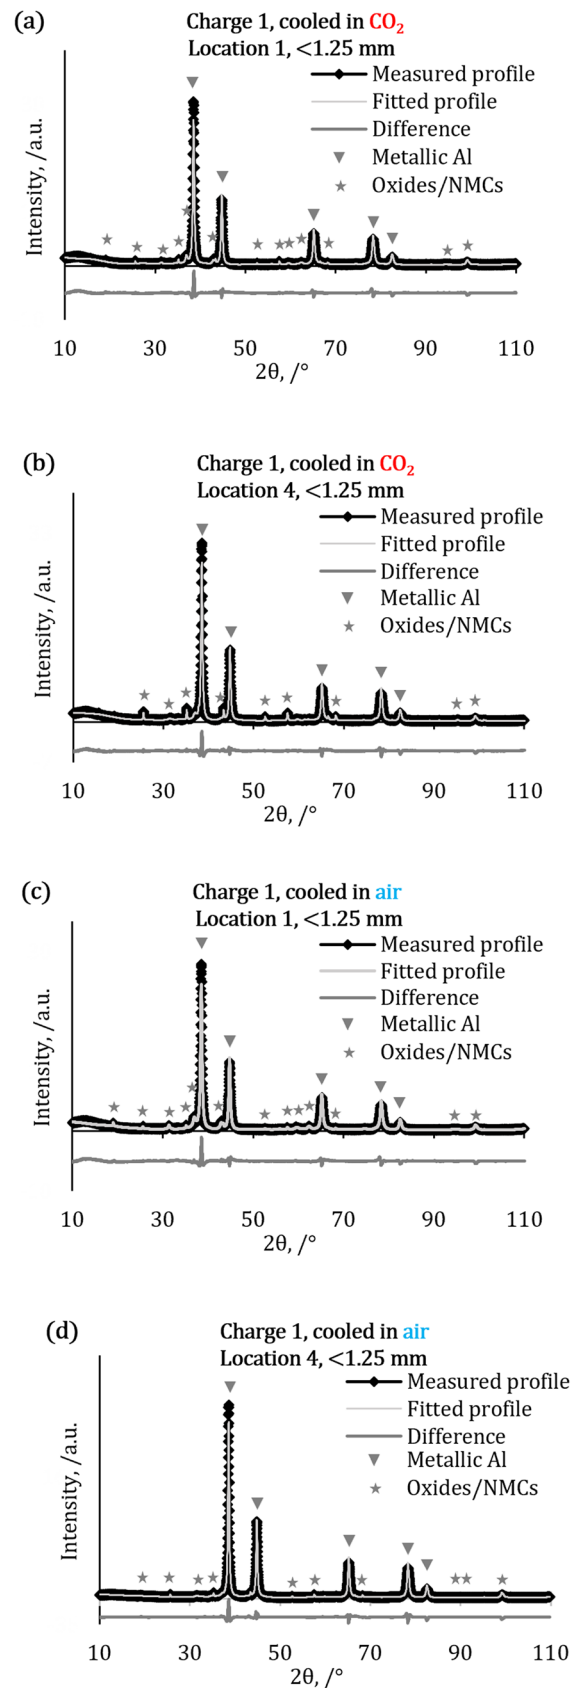 (a)
Charge 1, cooled in CO₂
Location 1, <1.25 mm
Measured profile
Fitted profile
Difference
Metallic Al
Oxides/NMCs
Intensity, /a.u.
10 30 50 70 90 110
2θ, /°
(b)
Charge 1, cooled in CO₂
Location 4, <1.25 mm
Measured profile
Fitted profile
Difference
Metallic Al
Oxides/NMCs
Intensity, /a.u.
10 30 50 70 90 110
2θ, /°
(c)
Charge 1, cooled in air
Location 1, <1.25 mm
Measured profile
Fitted profile
Difference
Metallic Al
Oxides/NMCs
Intensity, /a.u.
10 30 50 70 90 110
2θ, /°
(d)
Charge 1, cooled in air
Location 4, <1.25 mm
Measured profile
Fitted profile
Difference
Metallic Al
Oxides/NMCs
Intensity, /a.u.
10 30 50 70 90 110
2θ, /°